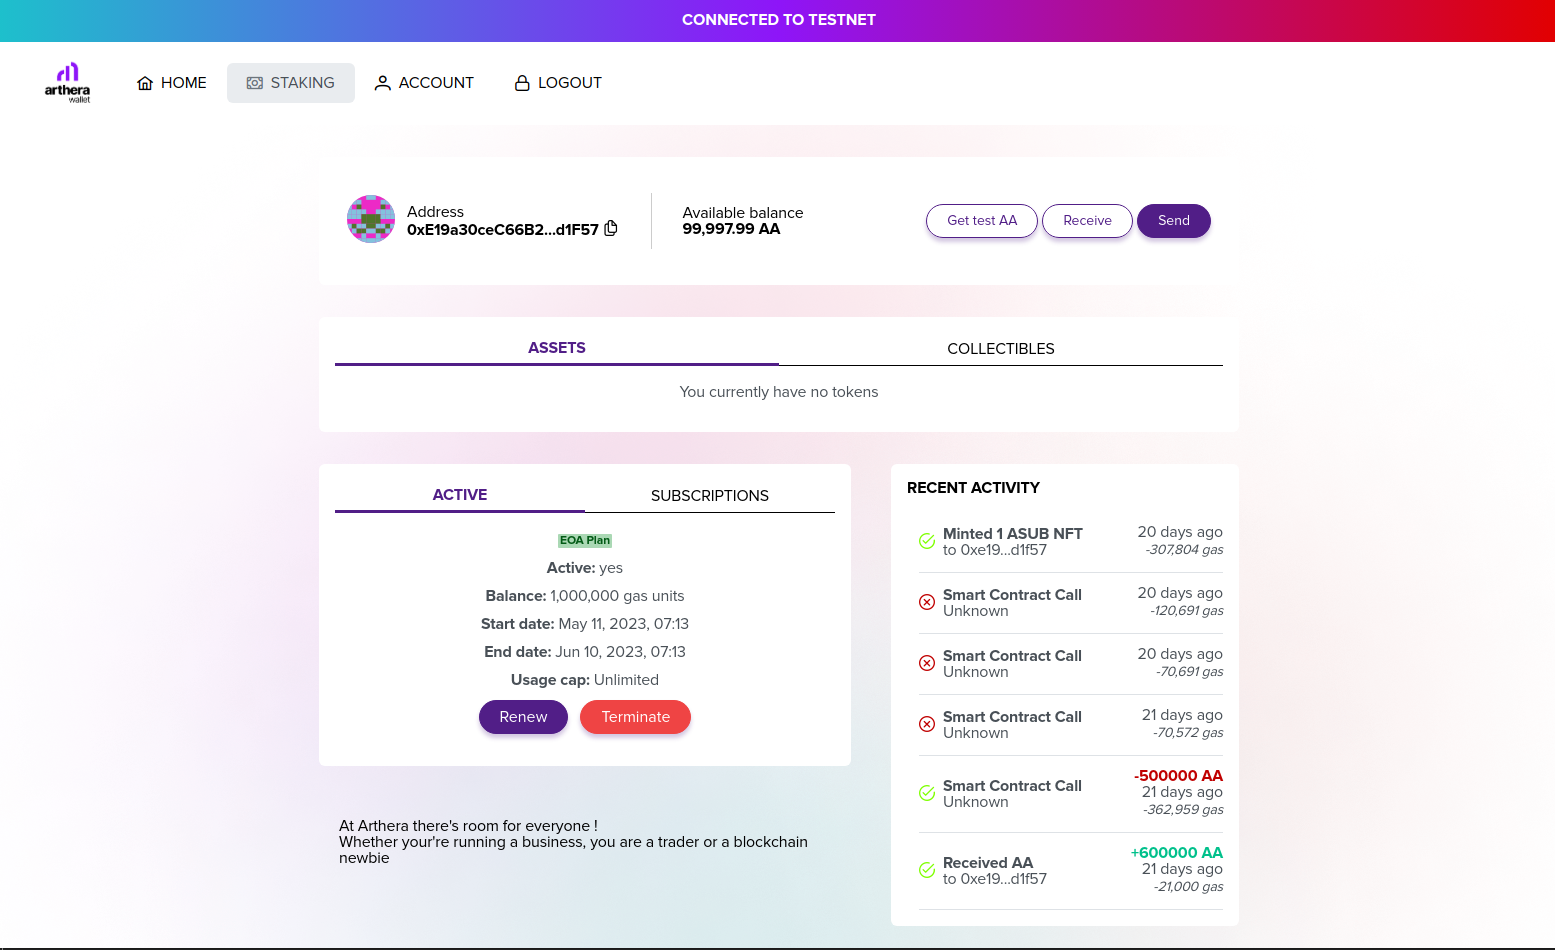 CONNECTED TO TESTNET
arthera
wallet
HOME
STAKING
ACCOUNT
LOGOUT
Address
0xE19a30ceC66B2...d1F57
Available balance
99,997.99 AA
Get test AA
Receive
Send
ASSETS
COLLECTIBLES
You currently have no tokens
ACTIVE
SUBSCRIPTIONS
EOA Plan
Active: yes
Balance: 1,000,000 gas units
Start date: May 11, 2023, 07:13
End date: Jun 10, 2023, 07:13
Usage cap: Unlimited
Renew
Terminate
At Arthera there's room for everyone !
Whether your're running a business, you are a trader or a blockchain
newbie
RECENT ACTIVITY
Minted 1 ASUB NFT
to 0xe19...d1f57
20 days ago
-307,804 gas
Smart Contract Call
Unknown
20 days ago
-120,691 gas
Smart Contract Call
Unknown
20 days ago
-70,691 gas
Smart Contract Call
Unknown
21 days ago
-70,572 gas
Smart Contract Call
Unknown
-500000 AA
21 days ago
-362,959 gas
Received AA
to 0xe19...d1f57
+600000 AA
21 days ago
-21,000 gas